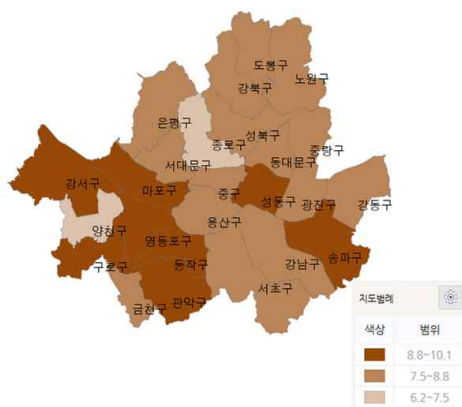 도봉구
노원구
강북구
은평구
성북구
종로구
중랑구
서대문구
동대문구
강서구
마포구
중구
성동구
광진구
강동구
용산구
양천구
영등포구
송파구
구로구
동작구
강남구
서초구
금천구
관악구
지도범례
색상 범위
8.8~10.1
7.5~8.8
6.2~7.5